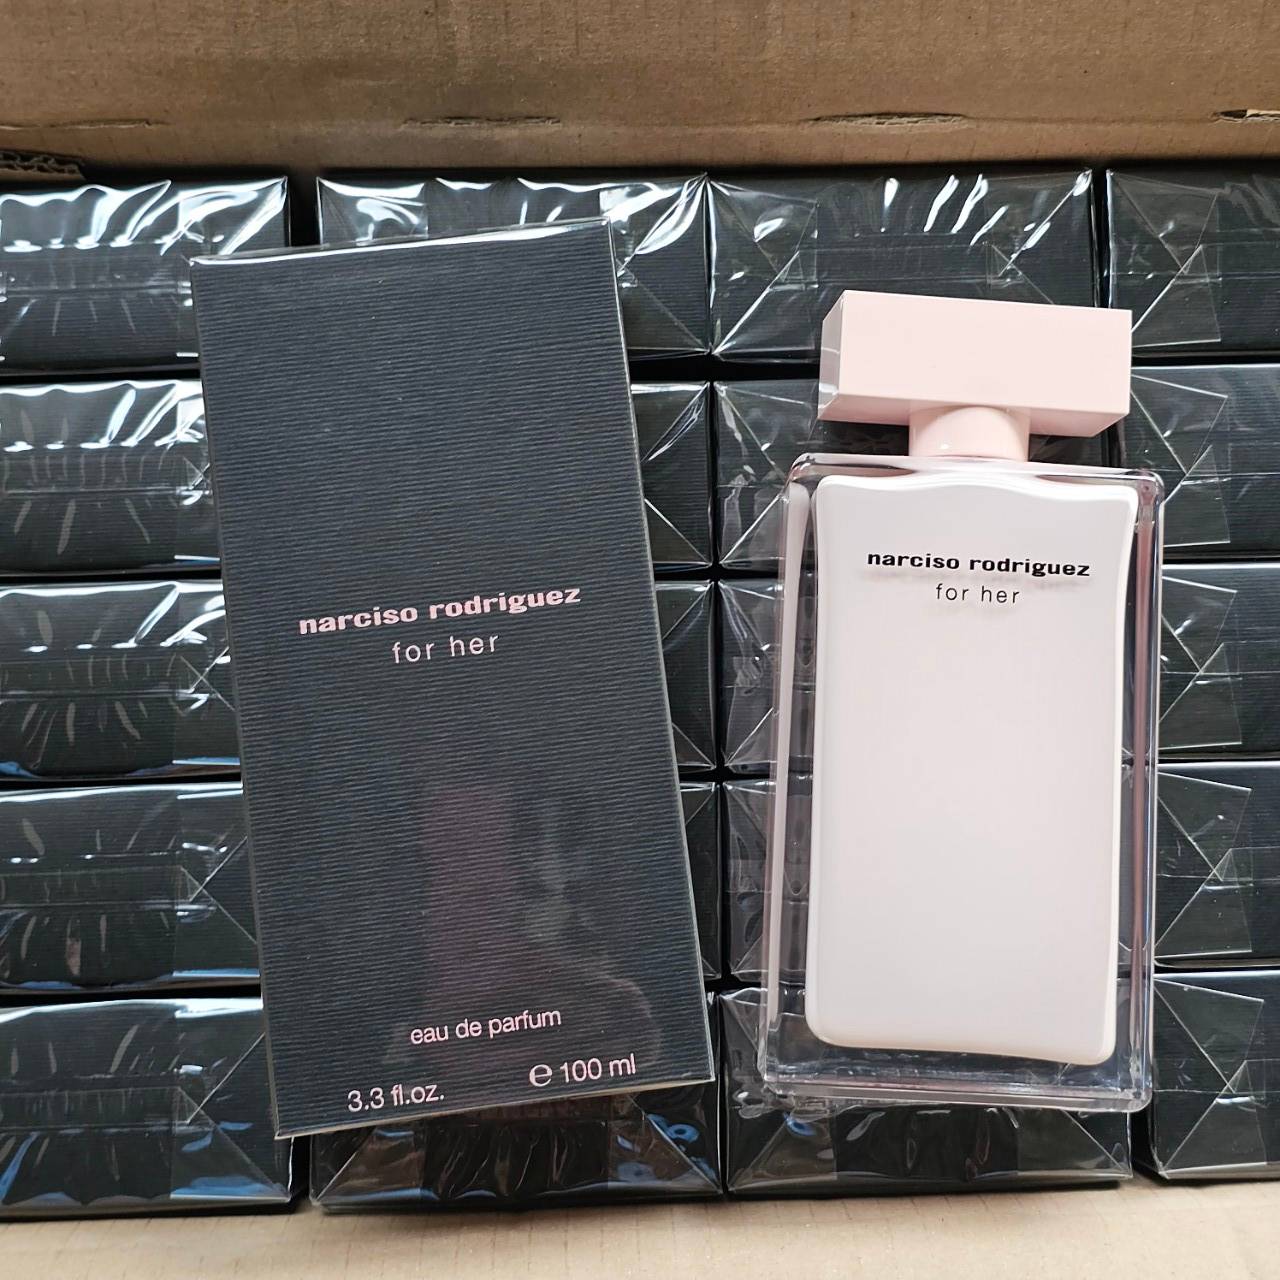 narciso rodriguez
for her
eau de parfum
3.3 fl.oz.
e 100 ml
narciso rodriguez
for her